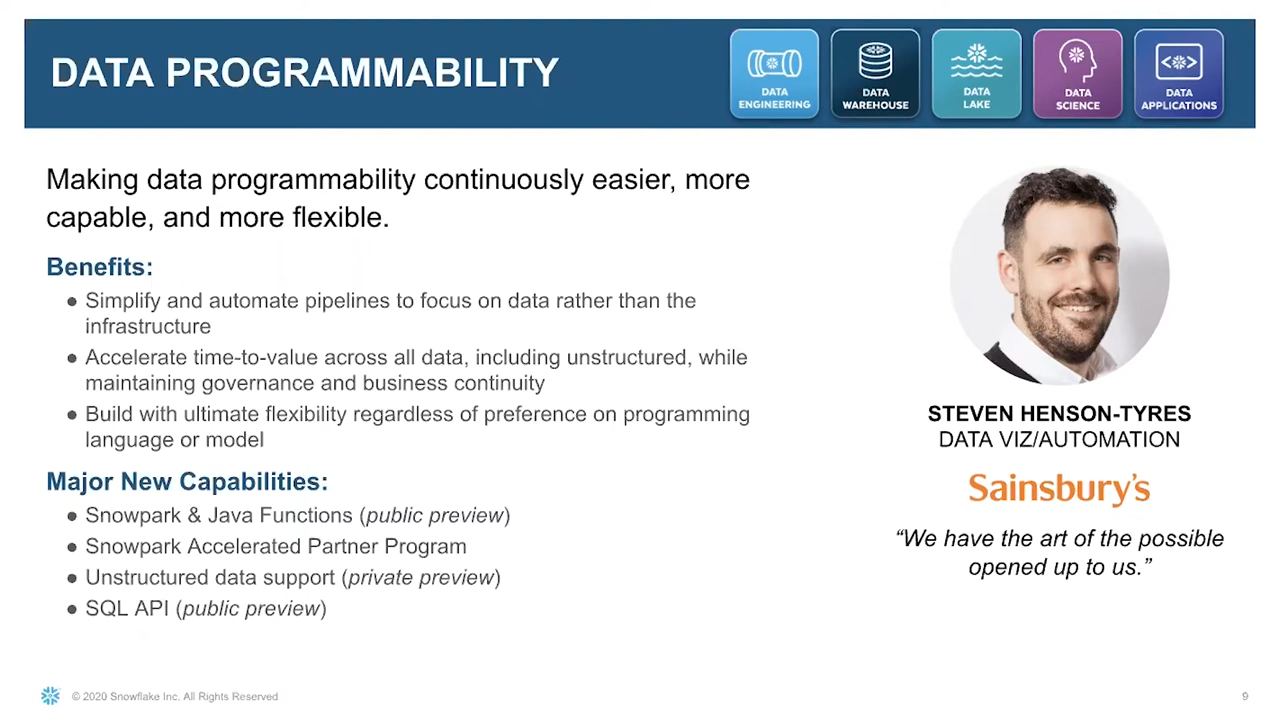 DATA PROGRAMMABILITY
DATA
ENGINEERING
DATA
WAREHOUSE
DATA
LAKE
DATA
SCIENCE
DATA
APPLICATIONS
Making data programmability continuously easier, more
capable, and more flexible.
Benefits:
● Simplify and automate pipelines to focus on data rather than the
infrastructure
● Accelerate time-to-value across all data, including unstructured, while
maintaining governance and business continuity
● Build with ultimate flexibility regardless of preference on programming
language or model
Major New Capabilities:
● Snowpark & Java Functions (public preview)
● Snowpark Accelerated Partner Program
● Unstructured data support (private preview)
● SQL API (public preview)
STEVEN HENSON-TYRES
DATA VIZ/AUTOMATION
Sainsbury's
“We have the art of the possible
opened up to us.”
© 2020 Snowflake Inc. All Rights Reserved
9